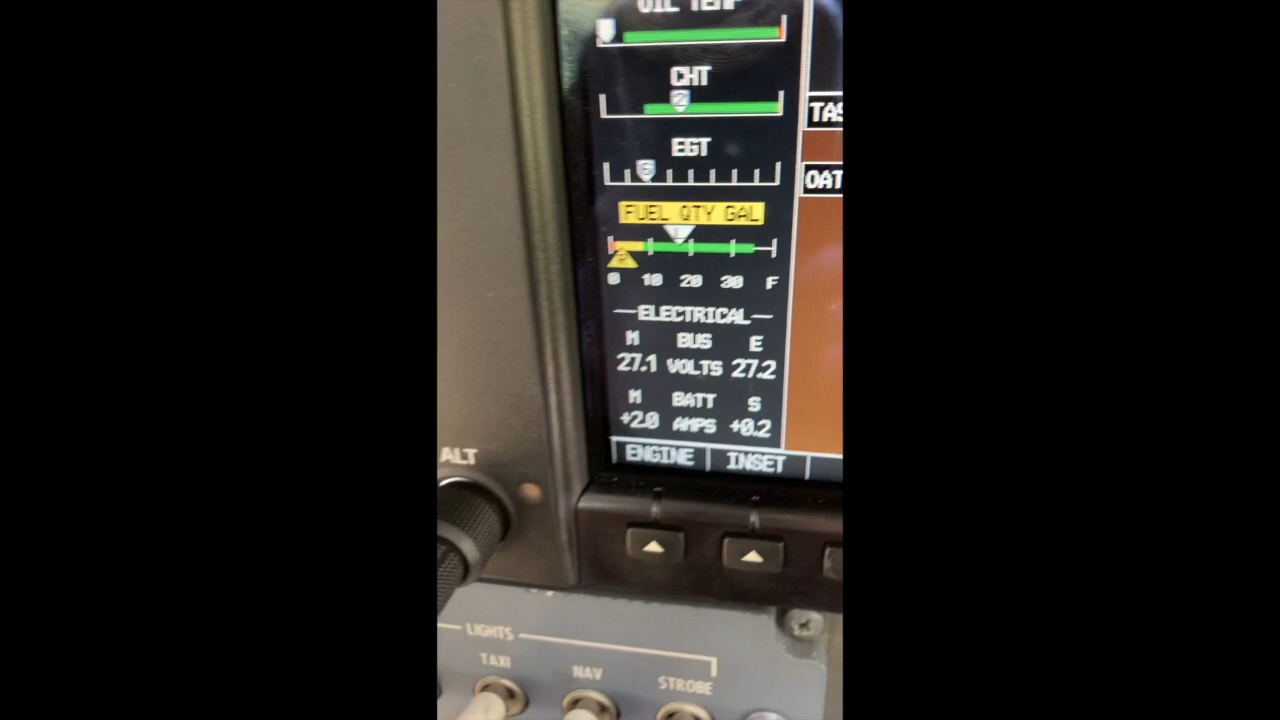 OIL TEMP
CHT
2
TAS
EGT
OAT
FUEL QTY GAL
L
0 10 20 30 F
ELECTRICAL
M BUS E
27.1 VOLTS 27.2
M BATT S
+2.0 AMPS +0.2
ENGINE INSET
ALT
LIGHTS
TAXI NAV STROBE